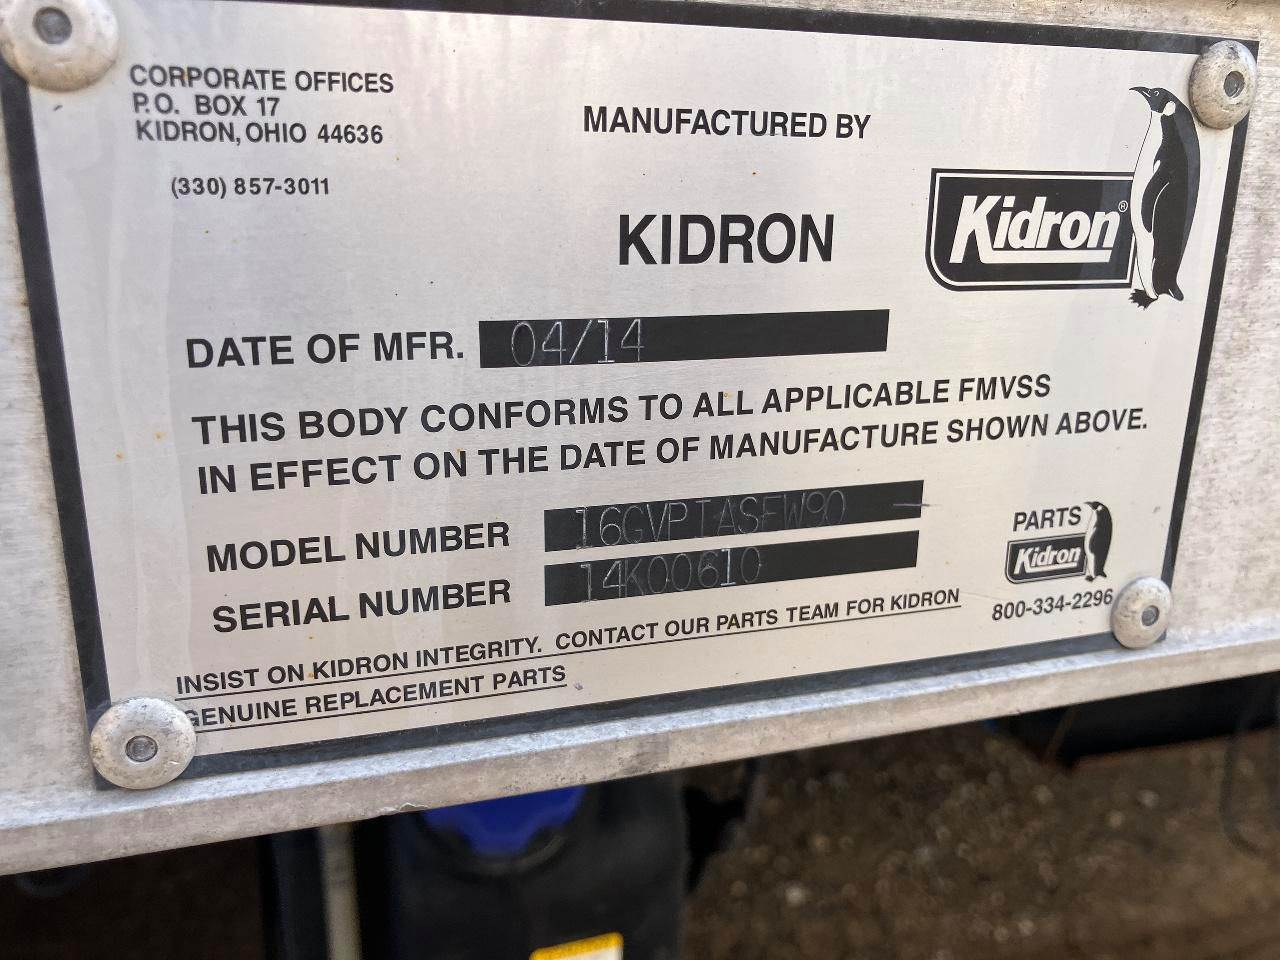 CORPORATE OFFICES
P.O. BOX 17
KIDRON, OHIO 44636
(330) 857-3011
MANUFACTURED BY
KIDRON
Kidron®
DATE OF MFR. 04/14
THIS BODY CONFORMS TO ALL APPLICABLE FMVSS
IN EFFECT ON THE DATE OF MANUFACTURE SHOWN ABOVE.
MODEL NUMBER 16GVPIASFW90
SERIAL NUMBER 14K00610
PARTS
Kidron
800-334-2296
INSIST ON KIDRON INTEGRITY. CONTACT OUR PARTS TEAM FOR KIDRON
GENUINE REPLACEMENT PARTS